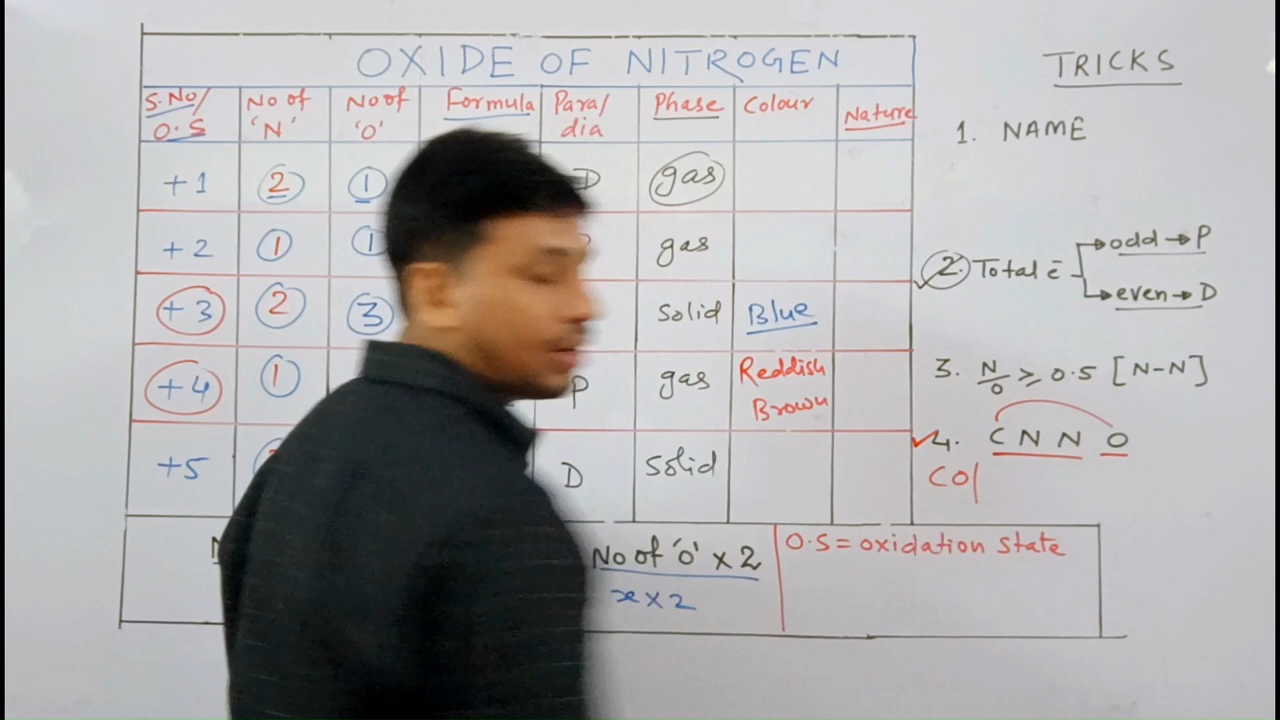 OXIDE OF NITROGEN
S.No/ O.S No of 'N' No of 'O' Formula Para/ dia Phase Colour Nature
+1 2 1 D gas
+2 1 1 gas
+3 2 3 Solid Blue
+4 1 P gas Reddish Brown
+5 D Solid
No of 'O' x 2
x x 2
O.S = oxidation state
TRICKS
1. NAME
2. Total e̅ odd → P
even → D
3. N/O ⩾ 0.5 [N-N]
4. C N N O
CO